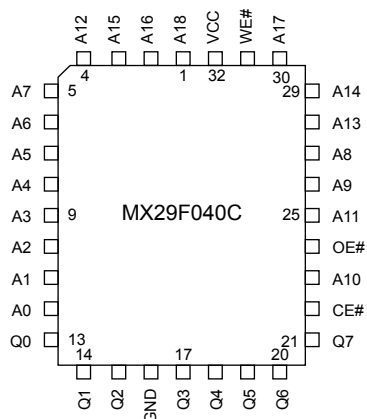 A12 A15 A16 A18 VCC WE# A17
4 1 32 30
A7 5 29 A14
A6 A13
A5 A8
A4 A9
A3 9 MX29F040C 25 A11
A2 OE#
A1 A10
A0 CE#
Q0 13 21 Q7
14 17 20
Q1 Q2 GND Q3 Q4 Q5 Q6